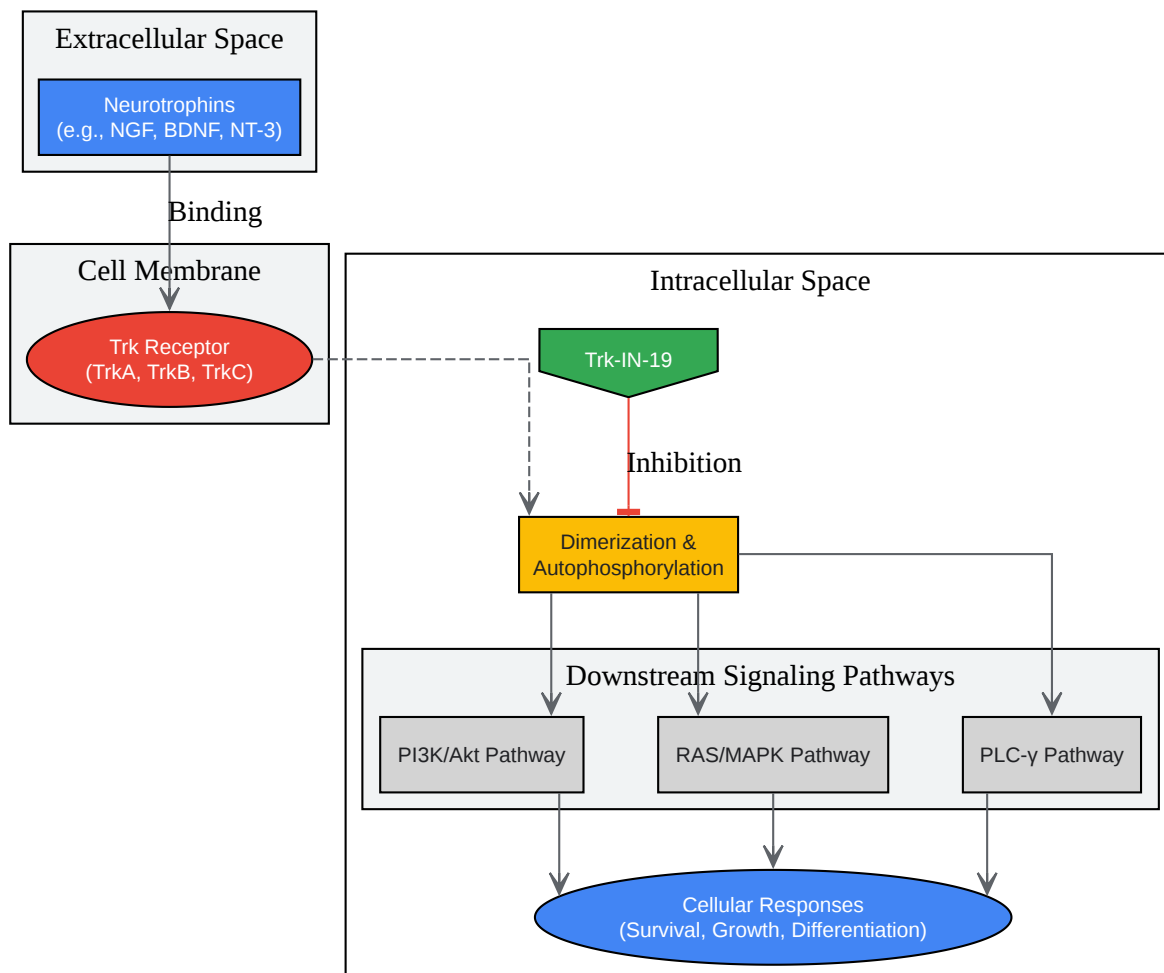 Extracellular Space
Neurotrophins
(e.g., NGF, BDNF, NT-3)
Binding
Cell Membrane
Trk Receptor
(TrkA, TrkB, TrkC)
Intracellular Space
Trk-IN-19
Inhibition
Dimerization &
Autophosphorylation
Downstream Signaling Pathways
PI3K/Akt Pathway
RAS/MAPK Pathway
PLC-γ Pathway
Cellular Responses
(Survival, Growth, Differentiation)